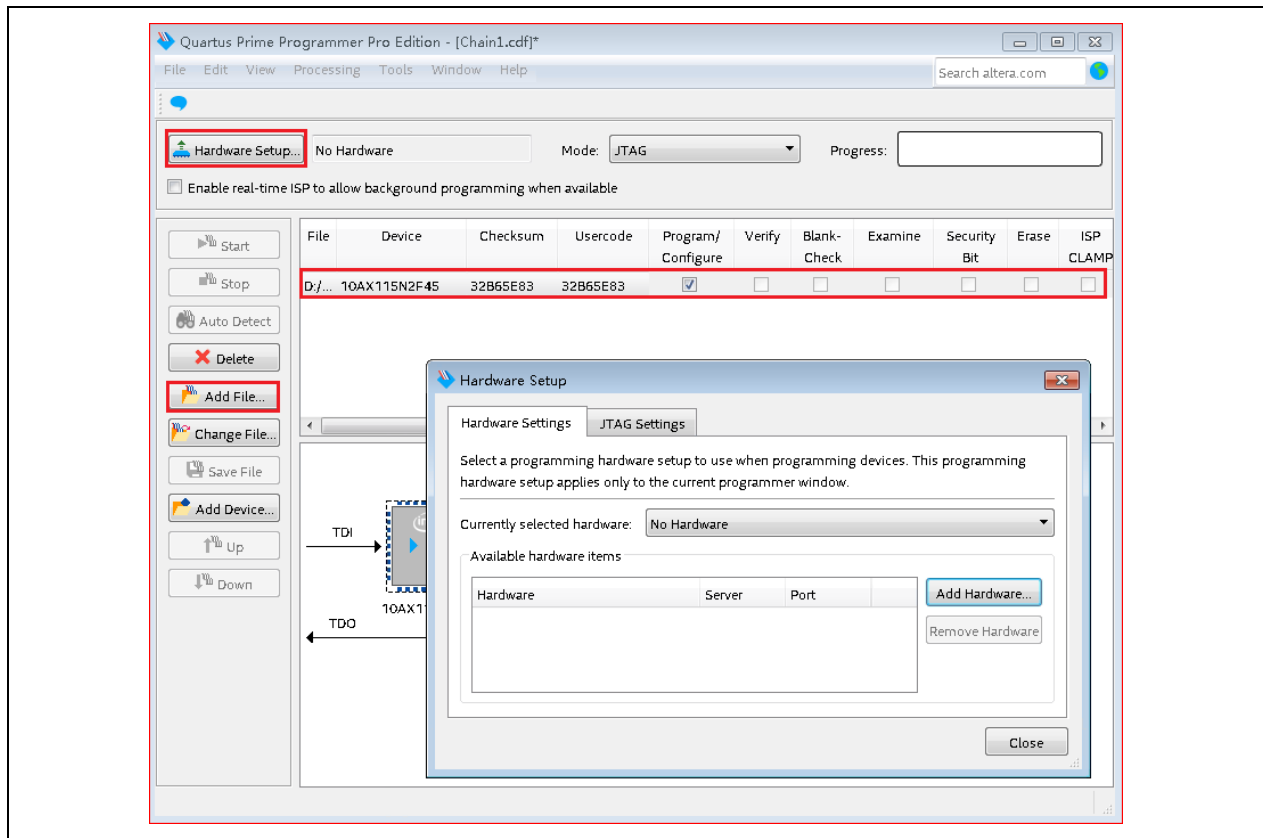 Quartus Prime Programmer Pro Edition - [Chain1.cdf]*
File Edit View Processing Tools Window Help
Search altera.com
Hardware Setup... No Hardware Mode: JTAG Progress:
Enable real-time ISP to allow background programming when available
File Device Checksum Usercode Program/ Verify Blank- Examine Security Erase ISP
Configure Check Bit CLAMP
D:/... 10AX115N2F45 32B65E83 32B65E83
Start
Stop
Auto Detect
Delete
Add File...
Change File...
Save File
Add Device...
Up
Down
TDI
10AX11
TDO
Hardware Setup
Hardware Settings JTAG Settings
Select a programming hardware setup to use when programming devices. This programming
hardware setup applies only to the current programmer window.
Currently selected hardware: No Hardware
Available hardware items
Hardware Server Port
Add Hardware...
Remove Hardware
Close